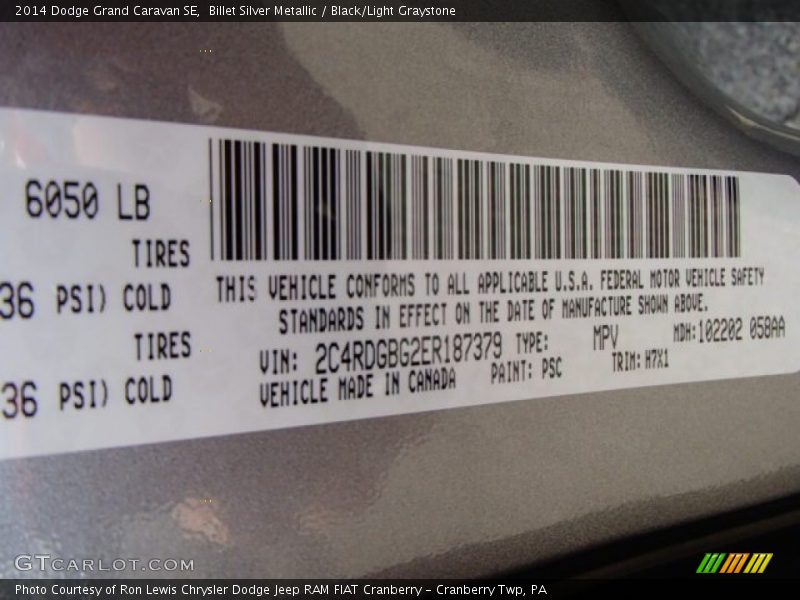 2014 Dodge Grand Caravan SE,  Billet Silver Metallic / Black/Light Graystone
6050 LB
TIRES
36 PSI) COLD
TIRES
36 PSI) COLD
THIS VEHICLE CONFORMS TO ALL APPLICABLE U.S.A. FEDERAL MOTOR VEHICLE SAFETY
STANDARDS IN EFFECT ON THE DATE OF MANUFACTURE SHOWN ABOVE.
VIN: 2C4RDGBG2ER187379 TYPE: MPV MDH:102202 058AA
VEHICLE MADE IN CANADA PAINT: PSC TRIM: H7X1
GTCARLOT.COM
Photo Courtesy of Ron Lewis Chrysler Dodge Jeep RAM FIAT Cranberry - Cranberry Twp, PA